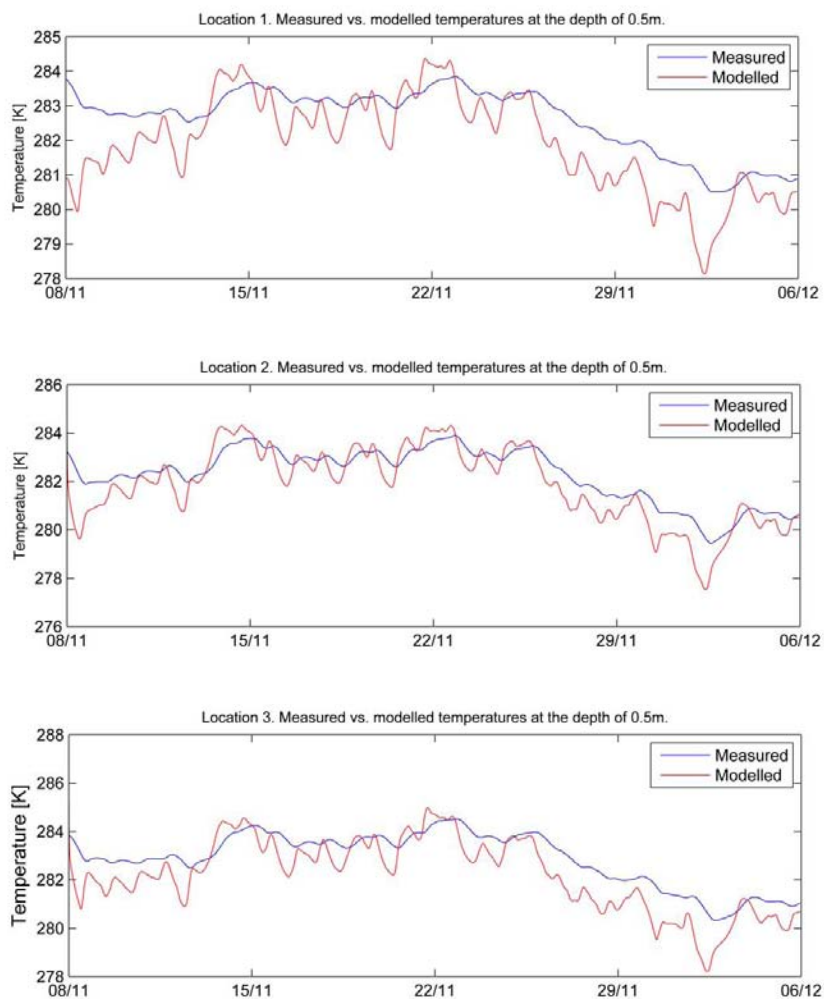 Location 1. Measured vs. modelled temperatures at the depth of 0.5m.
285
284
283
282
281
280
279
278
Temperature [K]
Measured
Modelled
08/11 15/11 22/11 29/11 06/12
Location 2. Measured vs. modelled temperatures at the depth of 0.5m.
286
284
282
280
278
276
Temperature [K]
Measured
Modelled
08/11 15/11 22/11 29/11 06/12
Location 3. Measured vs. modelled temperatures at the depth of 0.5m.
288
286
284
282
280
278
Temperature [K]
Measured
Modelled
08/11 15/11 22/11 29/11 06/12